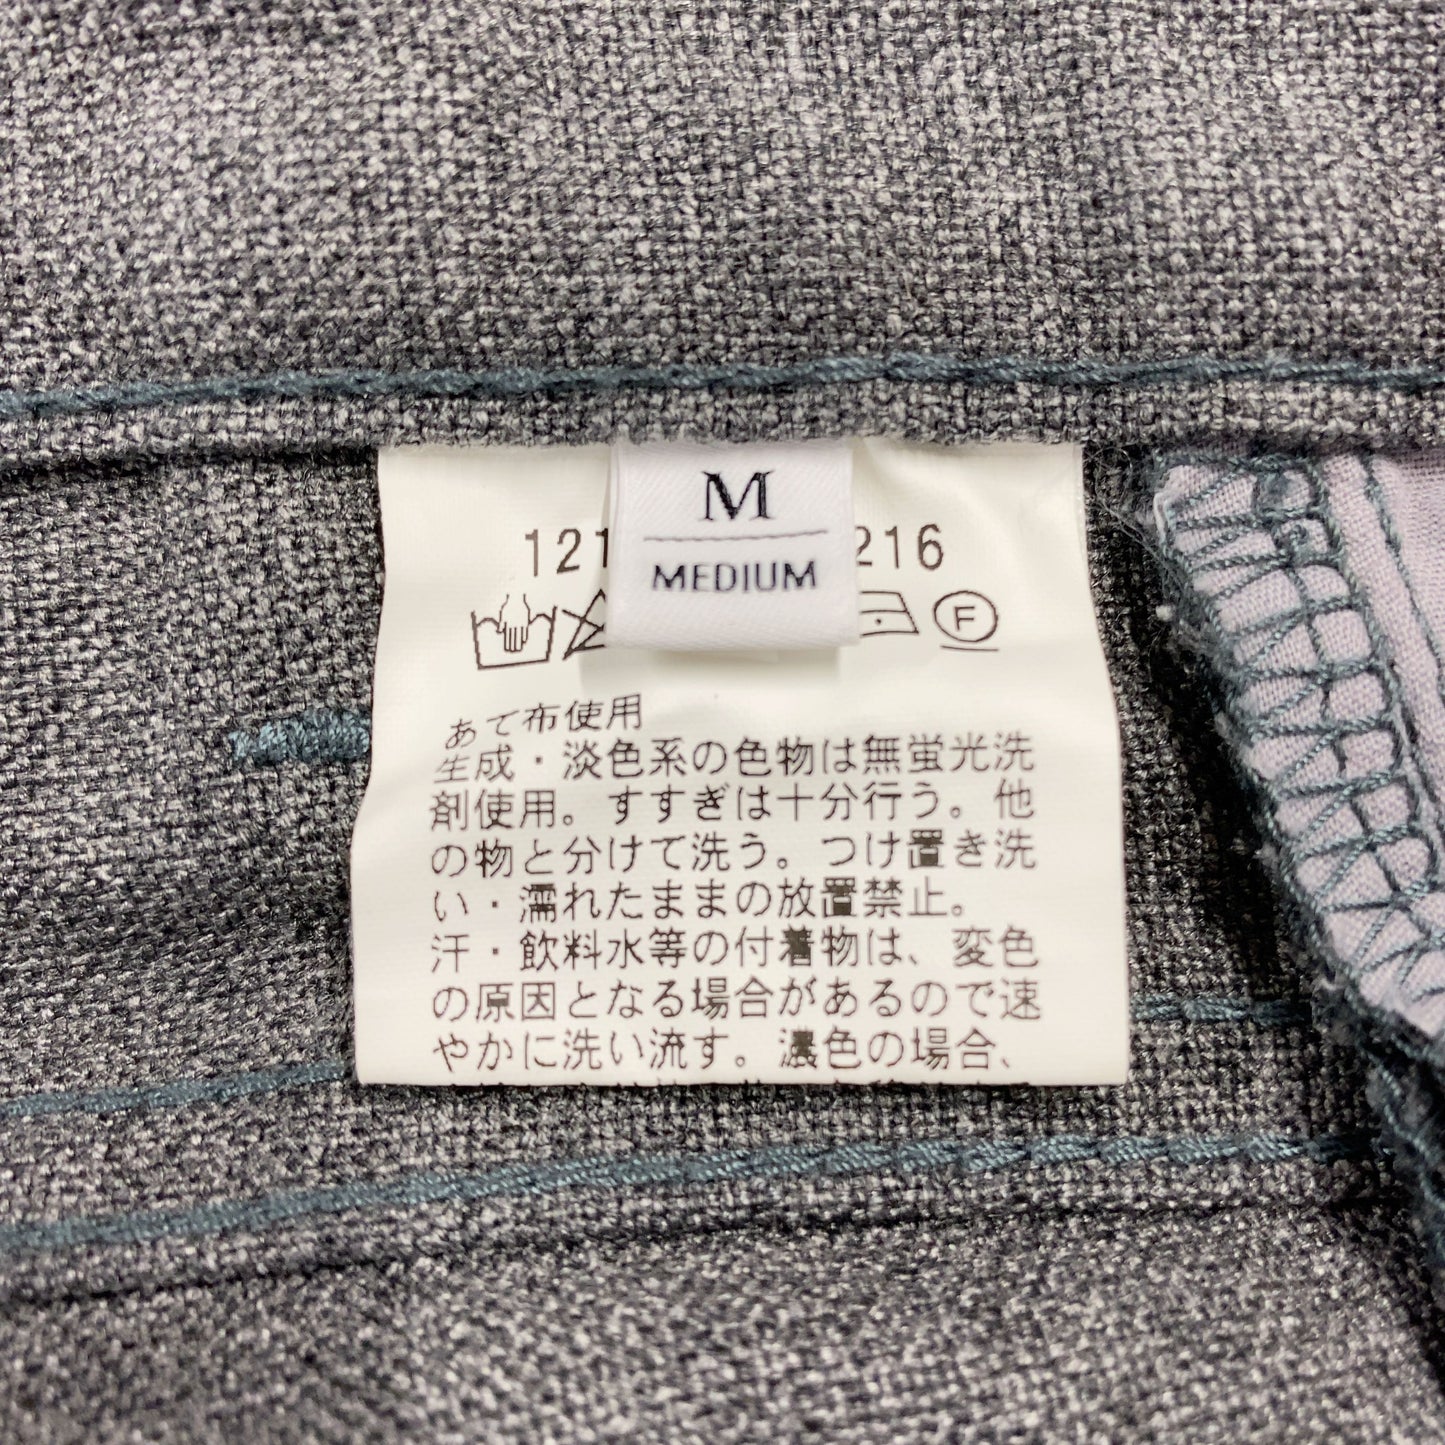 M
MEDIUM
121 216
F
あて布使用
生成・淡色系の色物は無蛍光洗
剤使用。すすぎは十分行う。他
の物と分けて洗う。つけ置き洗
い・濡れたままの放置禁止。
汗・飲料水等の付着物は、変色
の原因となる場合があるので速
やかに洗い流す。濃色の場合、